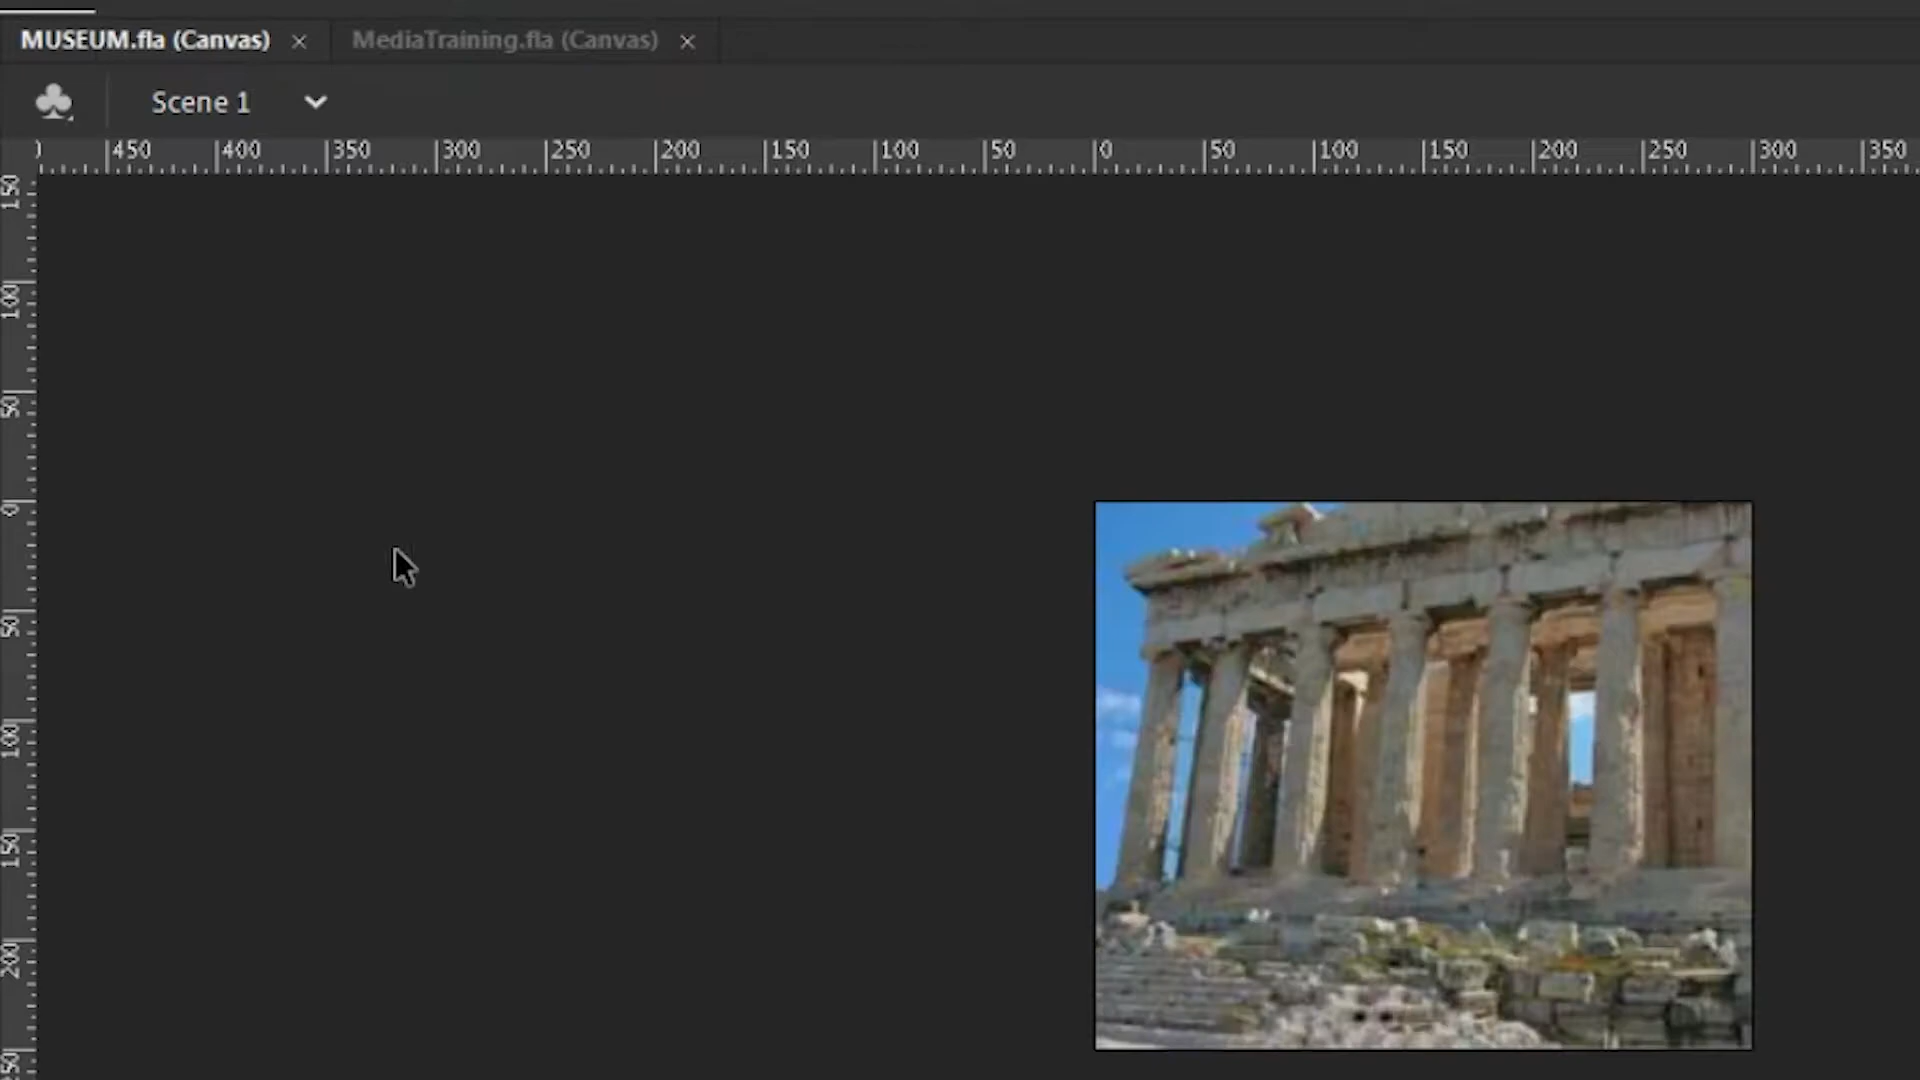 MUSEUM.fla (Canvas) × MediaTraining.fla (Canvas) ×
Scene 1
450 400 350 300 250 200 150 100 50 0 50 100 150 200 250 300 350
150
100
50
0
50
100
150
200